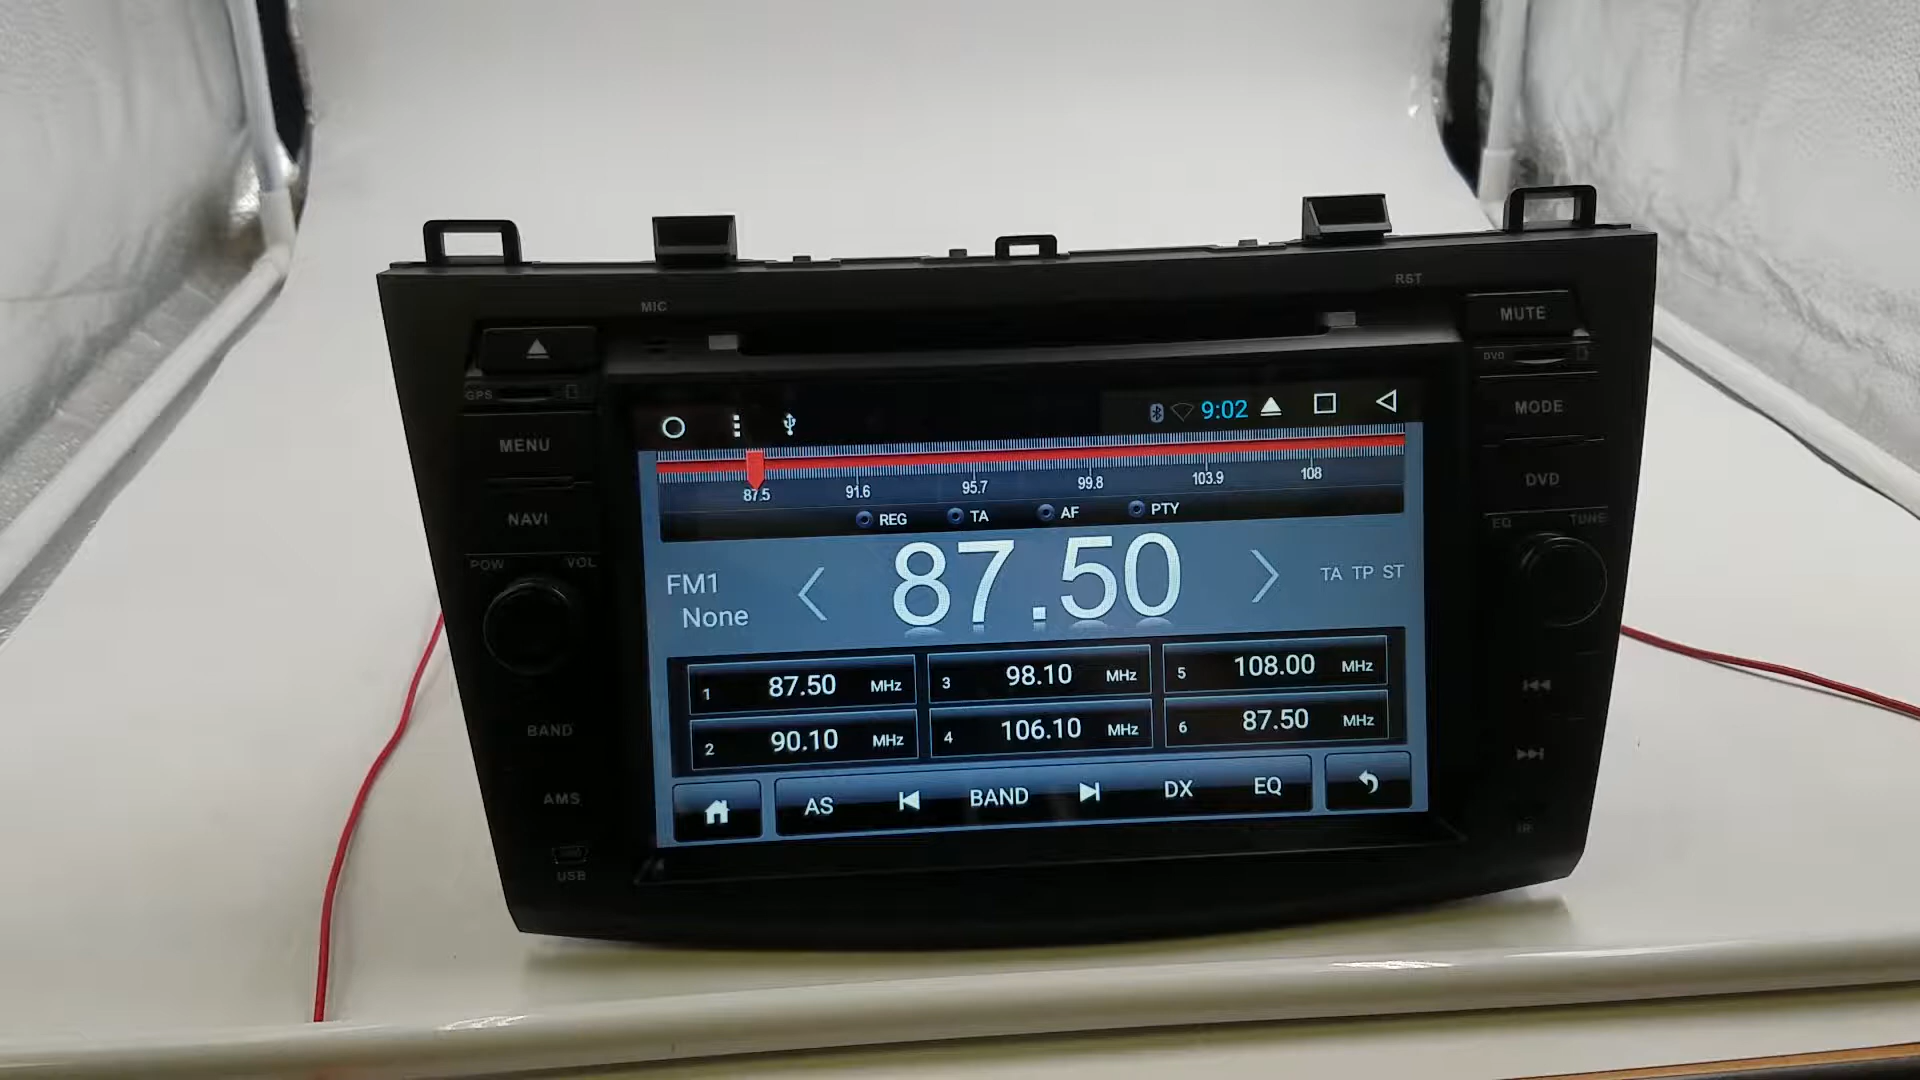 MIC
RST
MUTE
GPS
DVD
MENU
MODE
NAVI
DVD
POW VOL
EQ TUNE
BAND
AMS
USB
IR
9:02
87.5 91.6 95.7 99.8 103.9 108
REG TA AF PTY
FM1
None
87.50
TA TP ST
1 87.50 MHz
3 98.10 MHz
5 108.00 MHz
2 90.10 MHz
4 106.10 MHz
6 87.50 MHz
AS BAND DX EQ